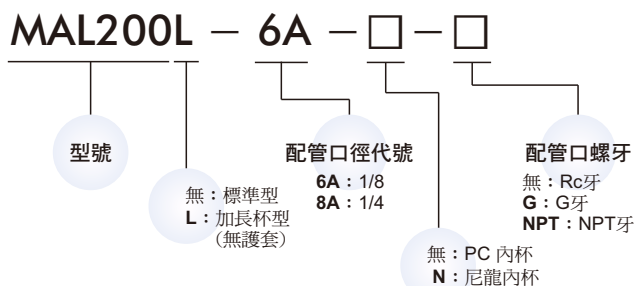 MAL200L － 6A － □ － □
型號
無：標準型
L：加長杯型
（無護套）
配管口徑代號
6A：1/8
8A：1/4
無：PC 內杯
N：尼龍內杯
配管口螺牙
無：Rc牙
G：G牙
NPT：NPT牙